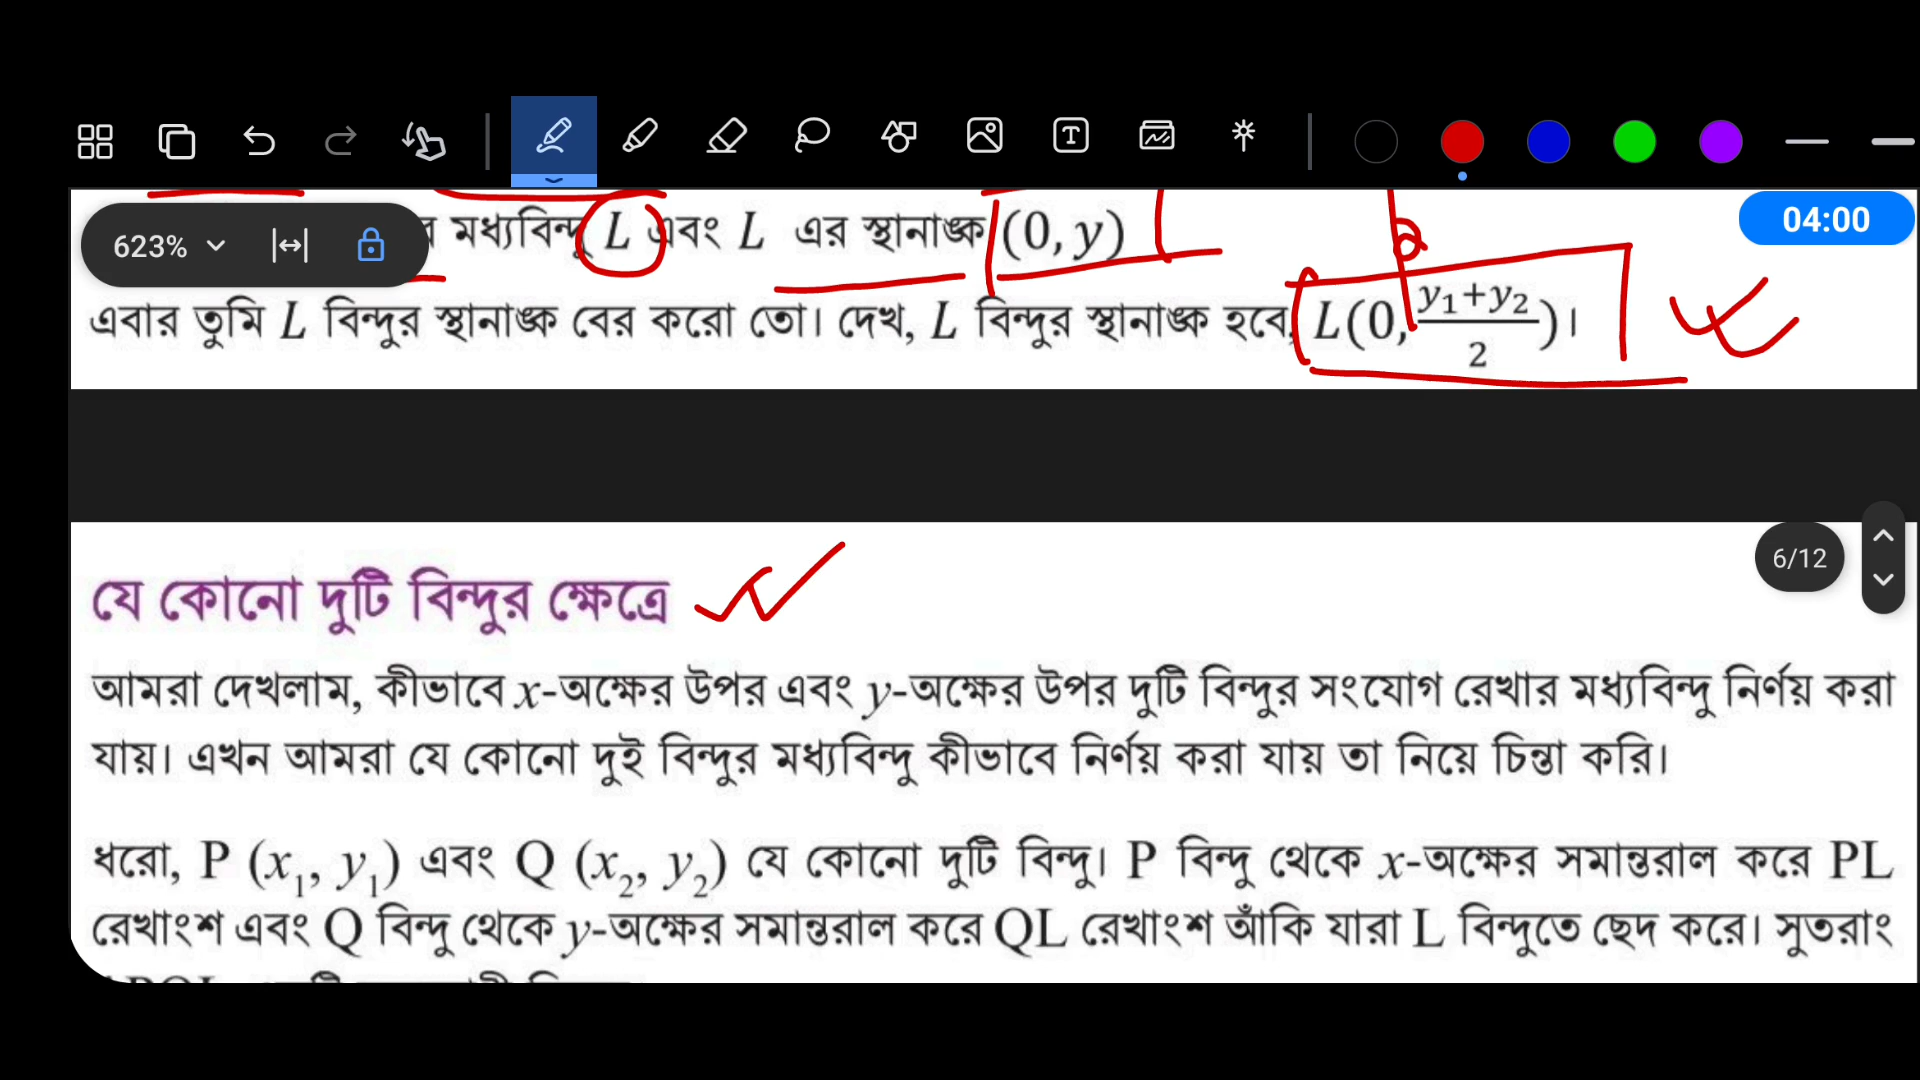 04:00
623%
মধ্যবিন্দু L এবং L এর স্থানাঙ্ক (0, y)
এবার তুমি L বিন্দুর স্থানাঙ্ক বের করো তো। দেখ, L বিন্দুর স্থানাঙ্ক হবে, L(0, \frac{y₁+y₂}{2})।
6/12
যে কোনো দুটি বিন্দুর ক্ষেত্রে
আমরা দেখলাম, কীভাবে x-অক্ষের উপর এবং y-অক্ষের উপর দুটি বিন্দুর সংযোগ রেখার মধ্যবিন্দু নির্ণয় করা
যায়। এখন আমরা যে কোনো দুই বিন্দুর মধ্যবিন্দু কীভাবে নির্ণয় করা যায় তা নিয়ে চিন্তা করি।
ধরো, P (x₁, y₁) এবং Q (x₂, y₂) যে কোনো দুটি বিন্দু। P বিন্দু থেকে x-অক্ষের সমান্তরাল করে PL
রেখাংশ এবং Q বিন্দু থেকে y-অক্ষের সমান্তরাল করে QL রেখাংশ আঁকি যারা L বিন্দুতে ছেদ করে। সুতরাং